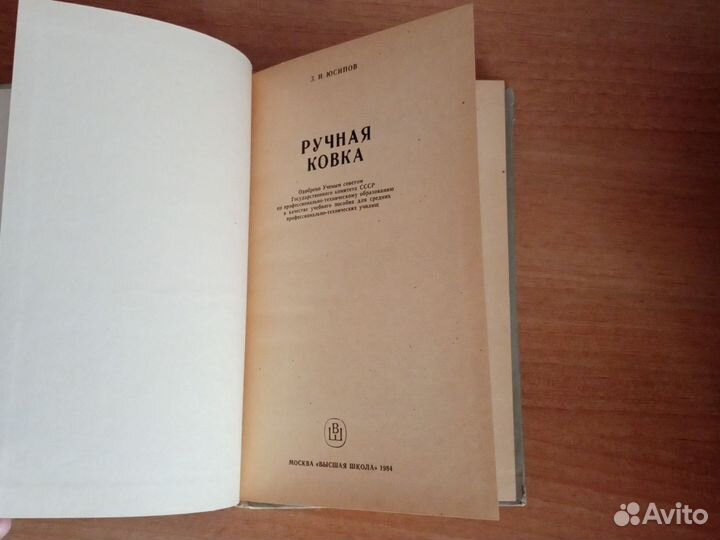 З. И. ЮСИПОВ
РУЧНАЯ
КОВКА
Одобрено Ученым советом
Государственного комитета СССР
по профессионально-техническому образованию
в качестве учебного пособия для средних
профессионально-технических училищ
В
Ш
МОСКВА «ВЫСШАЯ ШКОЛА» 1984
Avito